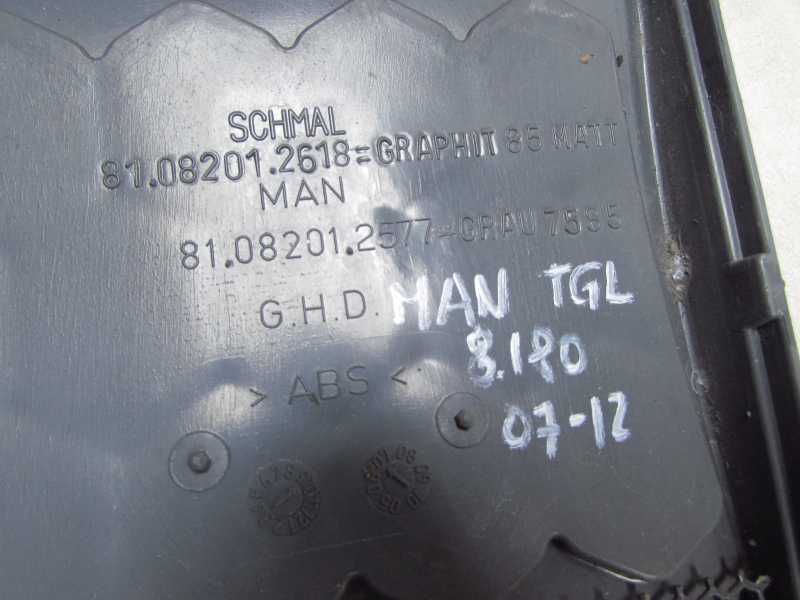 SCHMAL
81.08201.2618=GRAPHIT 85 MATT
MAN
81.08201.2577=GRAU 7585
G.H.D. MAN TGL
8.180
> ABS <
07-12